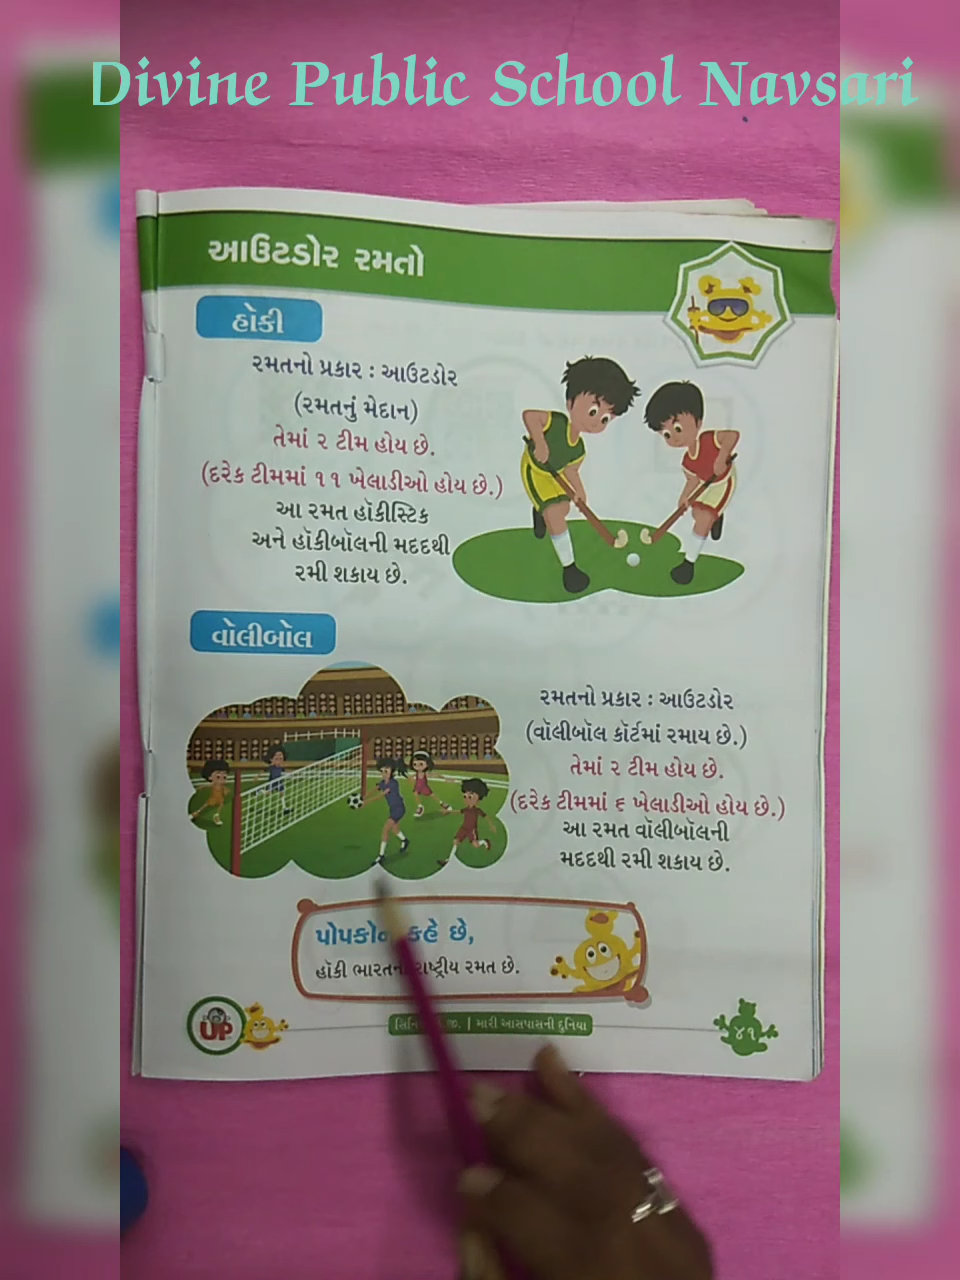 Divine Public School Navsari
આઉટડોર રમતો
હોકી
રમતનો પ્રકાર : આઉટડોર
(રમતનું મેદાન)
તેમાં ૨ ટીમ હોય છે.
(દરેક ટીમમાં ૧૧ ખેલાડીઓ હોય છે.)
આ રમત હૉકીસ્ટિક
અને હૉકીબૉલની મદદથી
રમી શકાય છે.
વોલીબોલ
રમતનો પ્રકાર : આઉટડોર
(વૉલીબૉલ કૉર્ટમાં રમાય છે.)
તેમાં ૨ ટીમ હોય છે.
(દરેક ટીમમાં ૬ ખેલાડીઓ હોય છે.)
આ રમત વૉલીબૉલની
મદદથી રમી શકાય છે.
કહે છે,
હૉકી રમત છે.
UP
મારી આસપાસની દુનિયા
૪૧